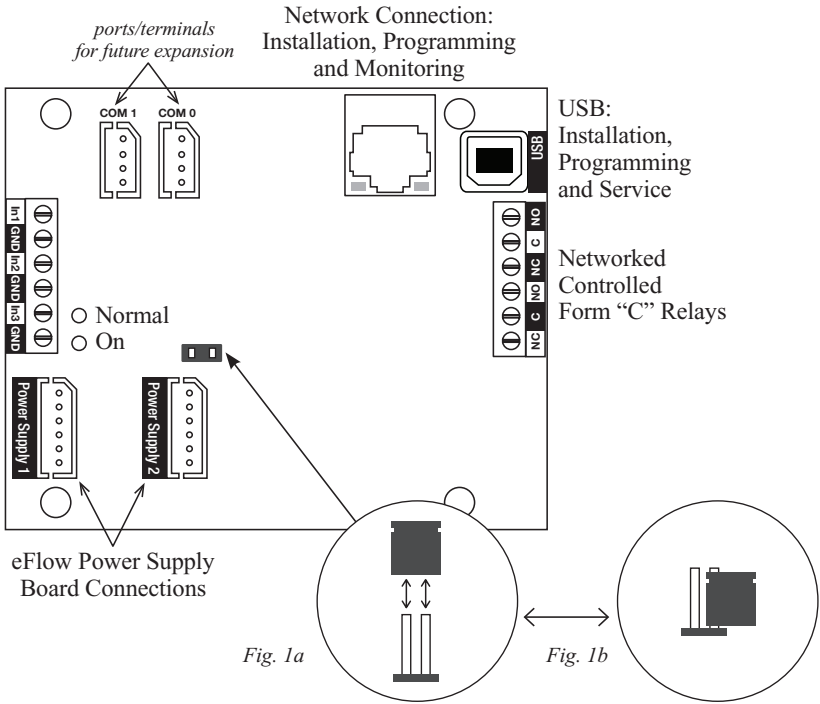 Network Connection:
Installation, Programming
and Monitoring
ports/terminals
for future expansion
COM 1
COM 0
USB
USB:
Installation,
Programming
and Service
In1
GND
In2
GND
In3
GND
NO
C
NC
NO
C
NC
Networked
Controlled
Form “C” Relays
Normal
On
Power Supply 1
Power Supply 2
eFlow Power Supply
Board Connections
Fig. 1a
Fig. 1b